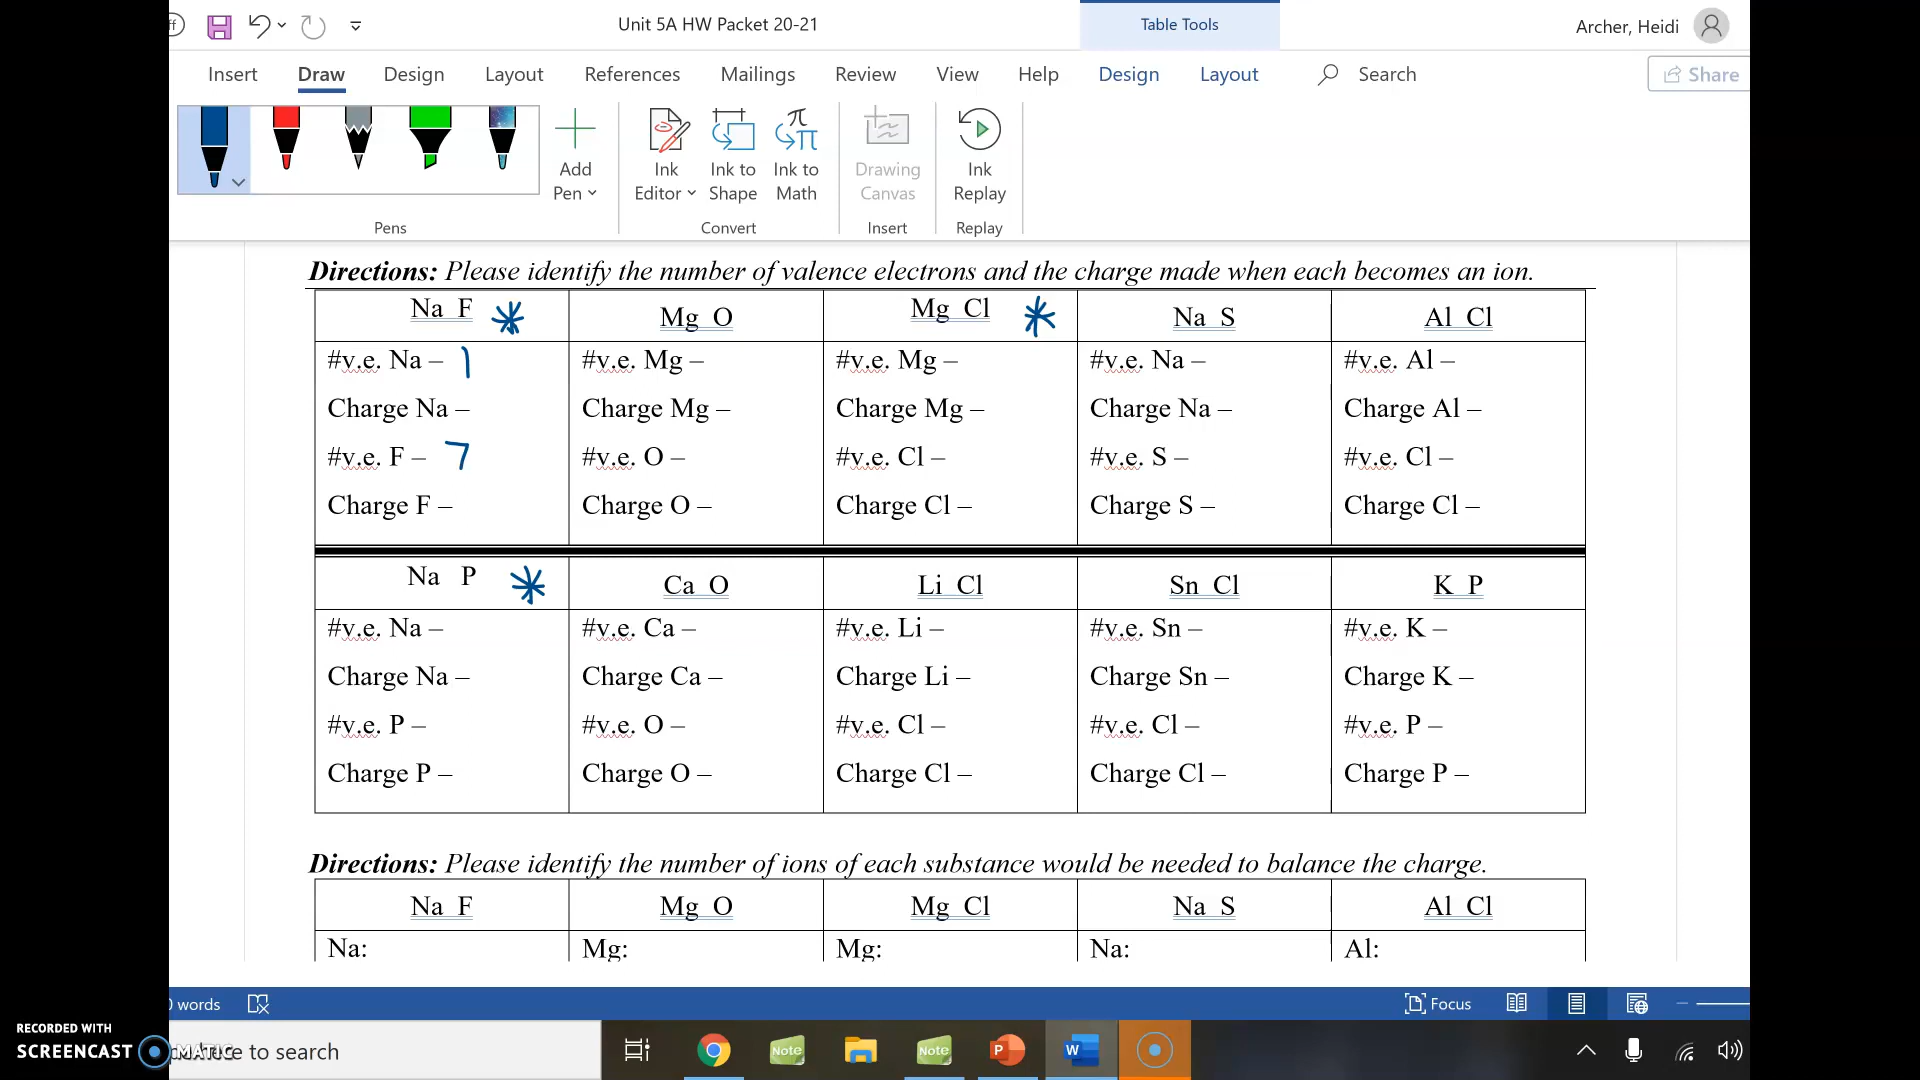 ff
Unit 5A HW Packet 20-21
Table Tools
Archer, Heidi
Insert Draw Design Layout References Mailings Review View Help Design Layout Search Share
Add Pen
Ink Editor
Ink to Shape
Ink to Math
Drawing Canvas
Ink Replay
Pens Convert Insert Replay
Directions: Please identify the number of valence electrons and the charge made when each becomes an ion.
Na F * Mg O Mg Cl * Na S Al Cl
#v.e. Na – 1 #v.e. Mg – #v.e. Mg – #v.e. Na – #v.e. Al –
Charge Na – Charge Mg – Charge Mg – Charge Na – Charge Al –
#v.e. F – 7 #v.e. O – #v.e. Cl – #v.e. S – #v.e. Cl –
Charge F – Charge O – Charge Cl – Charge S – Charge Cl –
Na P * Ca O Li Cl Sn Cl K P
#v.e. Na – #v.e. Ca – #v.e. Li – #v.e. Sn – #v.e. K –
Charge Na – Charge Ca – Charge Li – Charge Sn – Charge K –
#v.e. P – #v.e. O – #v.e. Cl – #v.e. Cl – #v.e. P –
Charge P – Charge O – Charge Cl – Charge Cl – Charge P –
Directions: Please identify the number of ions of each substance would be needed to balance the charge.
Na F Mg O Mg Cl Na S Al Cl
Na: Mg: Mg: Na: Al:
words Focus
RECORDED WITH
SCREENCAST MATIC
to search
Note Note P W